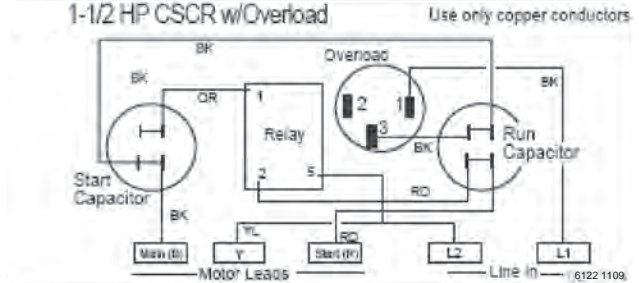 1-1/2 HP CSCR w/Overload
Use only copper conductors
BK
Overload
BK
BK
OR
1
2
1
Relay
3
BK
Run
Capacitor
Start
Capacitor
2
5
RD
BK
YL
RD
Main (B)
Y
Start (R)
L2
L1
Motor Leads
Line In
6122 1109